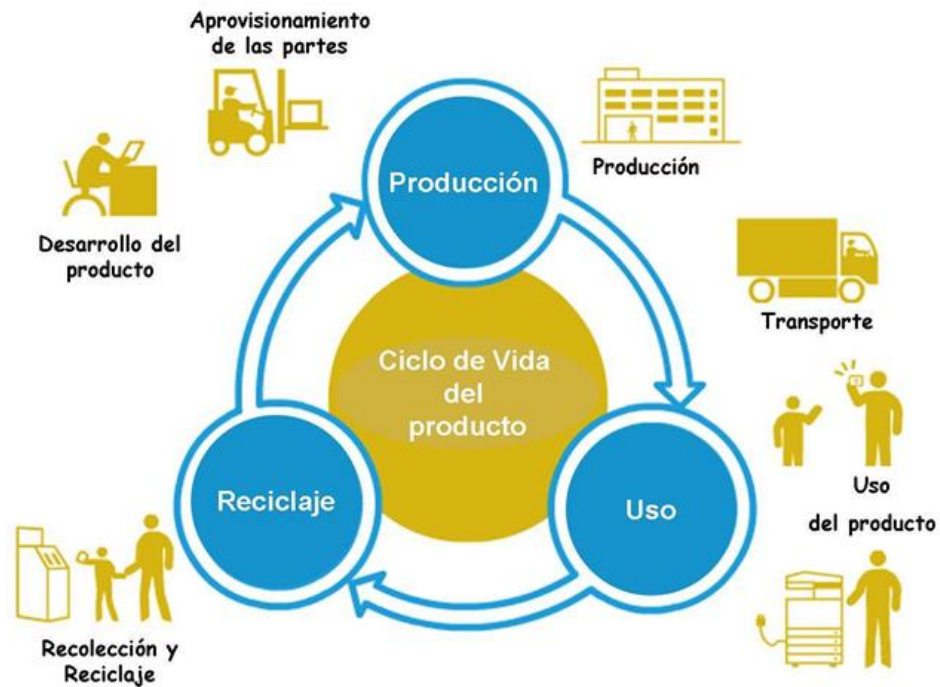 Aprovisionamiento
de las partes
Producción
Producción
Desarrollo del
producto
Transporte
Ciclo de Vida
del
producto
Reciclaje
Uso
Uso
del producto
Recolección y
Reciclaje